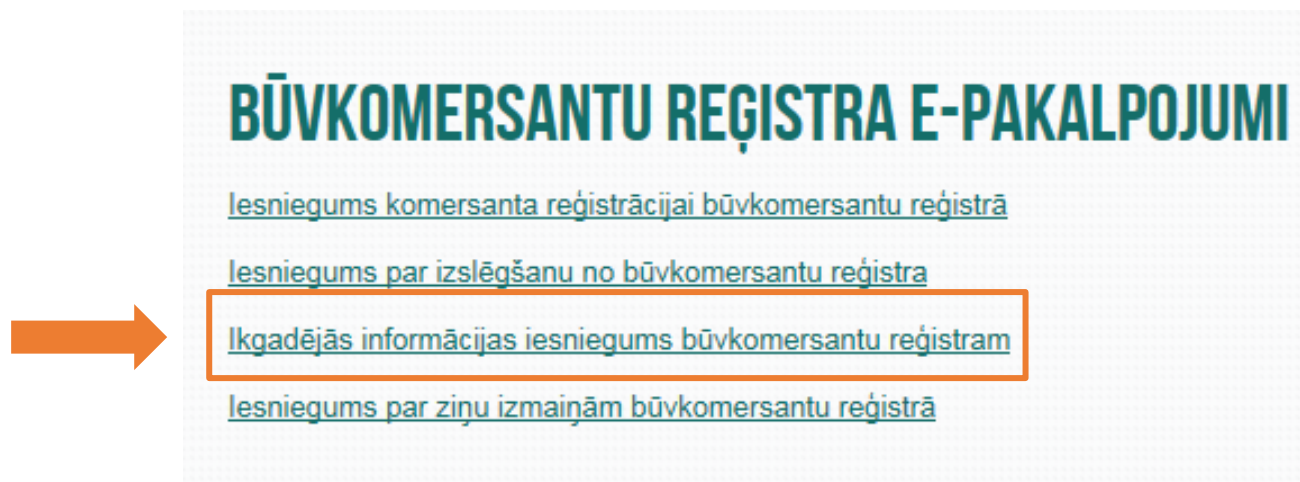 BŪVKOMERSANTU REĢISTRA E-PAKALPOJUMI
Iesniegums komersanta reģistrācijai būvkomersantu reģistrā
Iesniegums par izslēgšanu no būvkomersantu reģistra
Ikgadējās informācijas iesniegums būvkomersantu reģistram
Iesniegums par ziņu izmaiņām būvkomersantu reģistrā